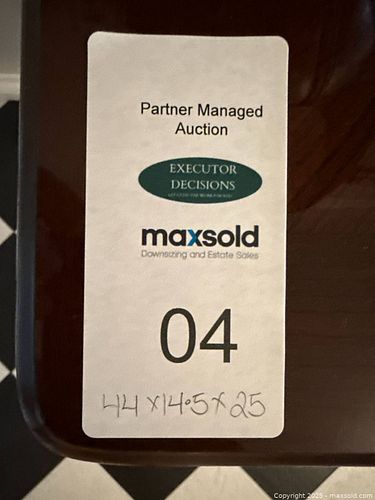 Partner Managed
Auction
EXECUTOR
DECISIONS
maxsold
Downsizing and Estate Sales
04
44 x 14.5 x 25
Copyright 2025 - maxsold.com